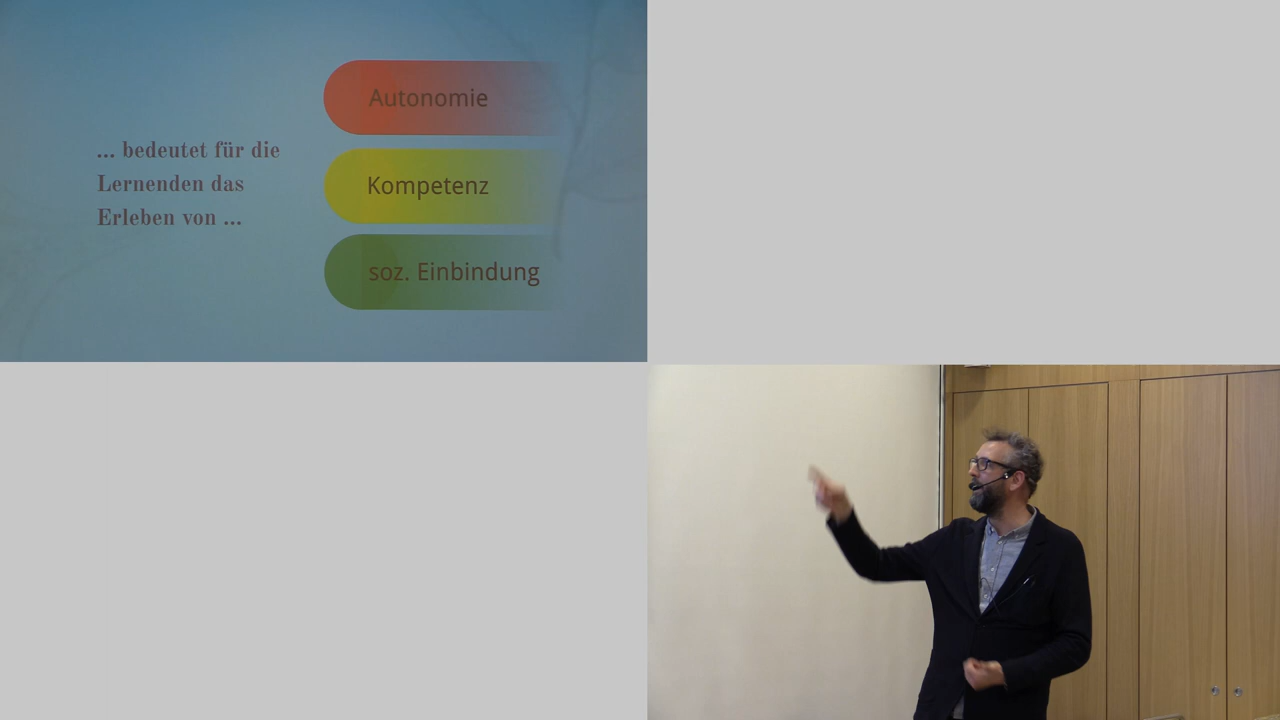 ... bedeutet für die
Lernenden das
Erleben von ...
Autonomie
Kompetenz
soz. Einbindung